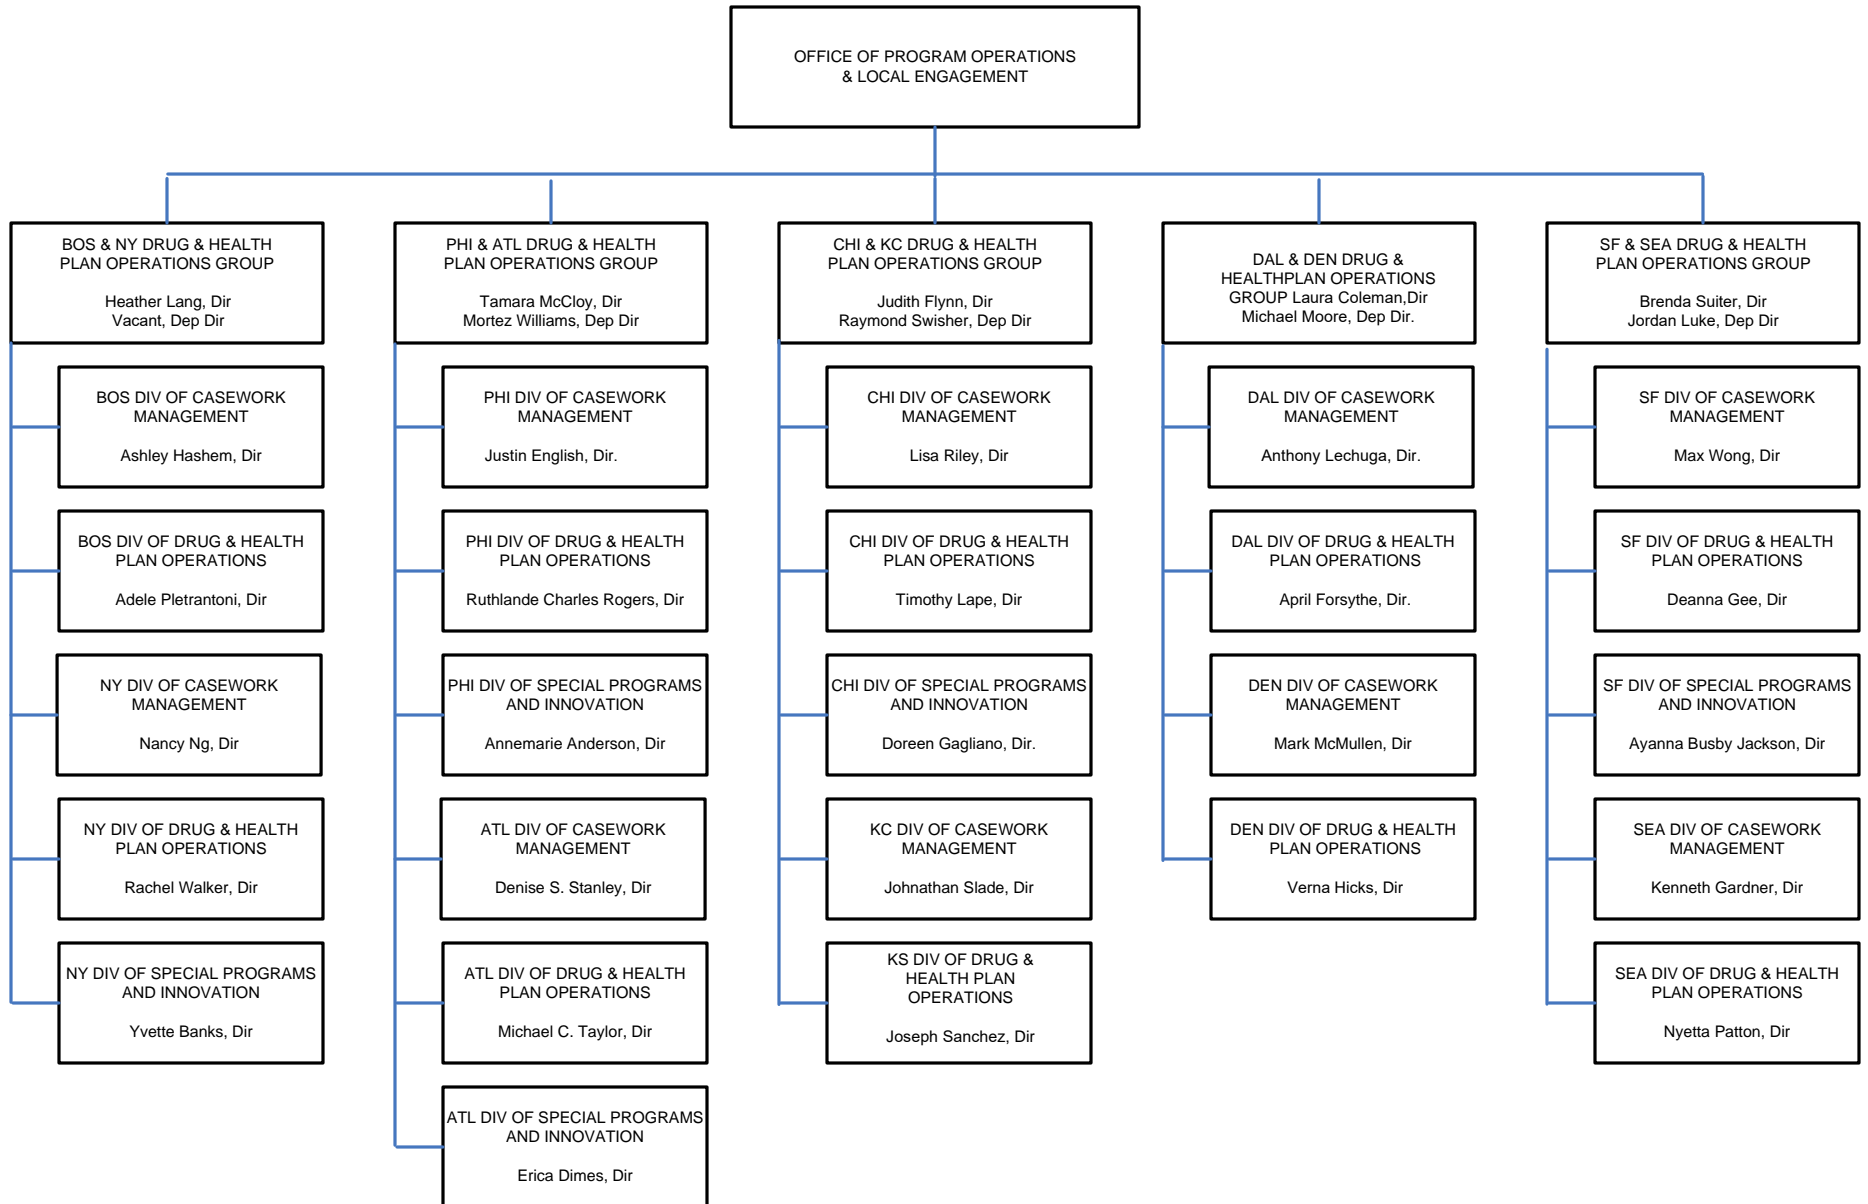 OFFICE OF PROGRAM OPERATIONS
& LOCAL ENGAGEMENT
BOS & NY DRUG & HEALTH
PLAN OPERATIONS GROUP
Heather Lang, Dir
Vacant, Dep Dir
BOS DIV OF CASEWORK
MANAGEMENT
Ashley Hashem, Dir
BOS DIV OF DRUG & HEALTH
PLAN OPERATIONS
Adele Pletrantoni, Dir
NY DIV OF CASEWORK
MANAGEMENT
Nancy Ng, Dir
NY DIV OF DRUG & HEALTH
PLAN OPERATIONS
Rachel Walker, Dir
NY DIV OF SPECIAL PROGRAMS
AND INNOVATION
Yvette Banks, Dir
PHI & ATL DRUG & HEALTH
PLAN OPERATIONS GROUP
Tamara McCloy, Dir
Mortez Williams, Dep Dir
PHI DIV OF CASEWORK
MANAGEMENT
Justin English, Dir.
PHI DIV OF DRUG & HEALTH
PLAN OPERATIONS
Ruthlande Charles Rogers, Dir
PHI DIV OF SPECIAL PROGRAMS
AND INNOVATION
Annemarie Anderson, Dir
ATL DIV OF CASEWORK
MANAGEMENT
Denise S. Stanley, Dir
ATL DIV OF DRUG & HEALTH
PLAN OPERATIONS
Michael C. Taylor, Dir
ATL DIV OF SPECIAL PROGRAMS
AND INNOVATION
Erica Dimes, Dir
CHI & KC DRUG & HEALTH
PLAN OPERATIONS GROUP
Judith Flynn, Dir
Raymond Swisher, Dep Dir
CHI DIV OF CASEWORK
MANAGEMENT
Lisa Riley, Dir
CHI DIV OF DRUG & HEALTH
PLAN OPERATIONS
Timothy Lape, Dir
CHI DIV OF SPECIAL PROGRAMS
AND INNOVATION
Doreen Gagliano, Dir.
KC DIV OF CASEWORK
MANAGEMENT
Johnathan Slade, Dir
KS DIV OF DRUG &
HEALTH PLAN
OPERATIONS
Joseph Sanchez, Dir
DAL & DEN DRUG &
HEALTHPLAN OPERATIONS
GROUP Laura Coleman,Dir
Michael Moore, Dep Dir.
DAL DIV OF CASEWORK
MANAGEMENT
Anthony Lechuga, Dir.
DAL DIV OF DRUG & HEALTH
PLAN OPERATIONS
April Forsythe, Dir.
DEN DIV OF CASEWORK
MANAGEMENT
Mark McMullen, Dir
DEN DIV OF DRUG & HEALTH
PLAN OPERATIONS
Verna Hicks, Dir
SF & SEA DRUG & HEALTH
PLAN OPERATIONS GROUP
Brenda Suiter, Dir
Jordan Luke, Dep Dir
SF DIV OF CASEWORK
MANAGEMENT
Max Wong, Dir
SF DIV OF DRUG & HEALTH
PLAN OPERATIONS
Deanna Gee, Dir
SF DIV OF SPECIAL PROGRAMS
AND INNOVATION
Ayanna Busby Jackson, Dir
SEA DIV OF CASEWORK
MANAGEMENT
Kenneth Gardner, Dir
SEA DIV OF DRUG & HEALTH
PLAN OPERATIONS
Nyetta Patton, Dir